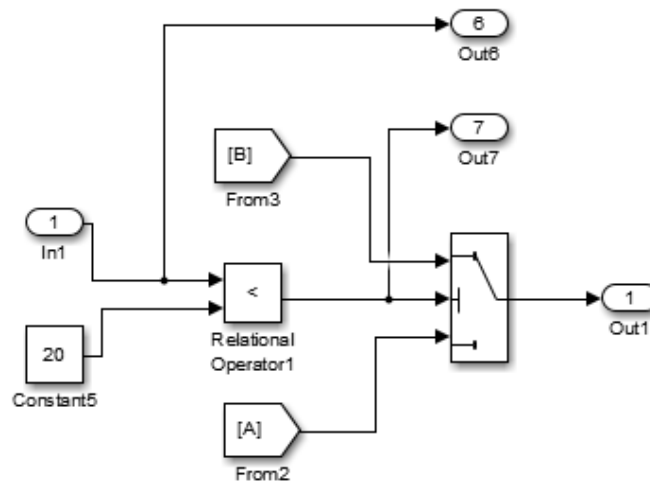 6
Out6
7
Out7
[B]
From3
1
In1
<
Relational
Operator1
1
Out1
20
Constant5
[A]
From2